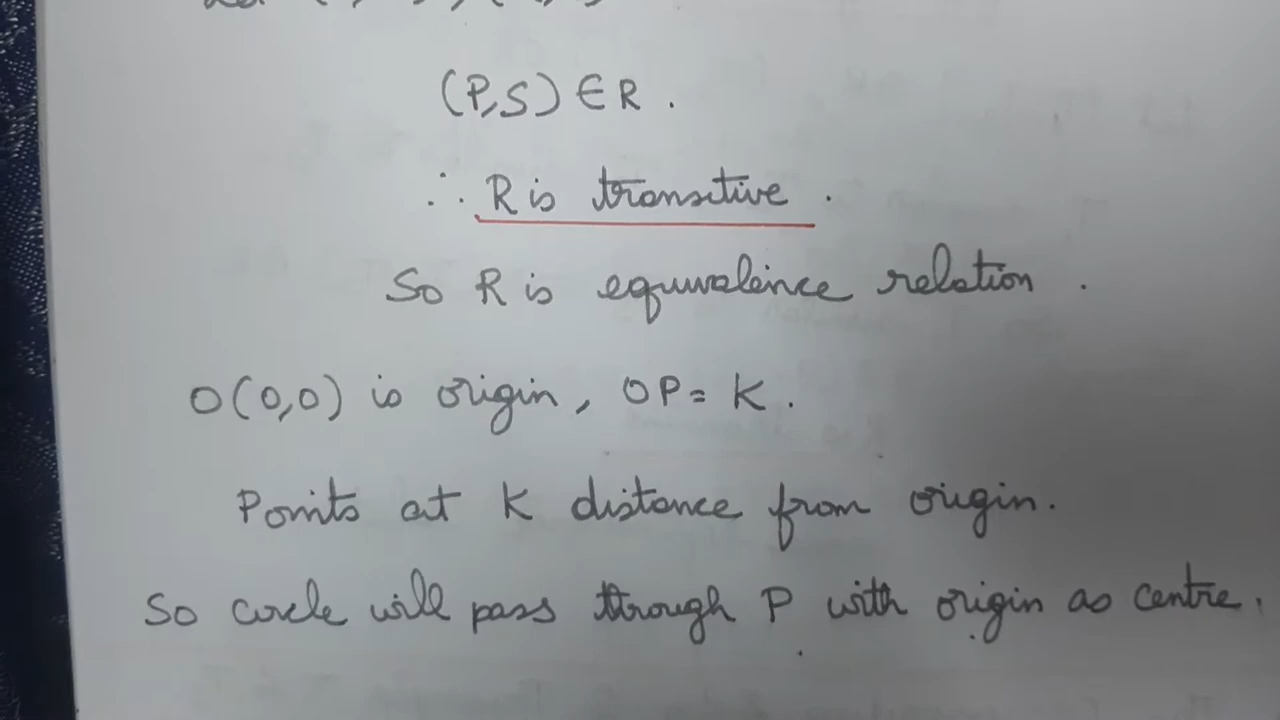 (P,S) ∈ R .
∴ R is transitive .
So R is equivalence relation .
O(0,0) is origin, OP = K .
Points at K distance from origin.
So circle will pass through P with origin as centre.